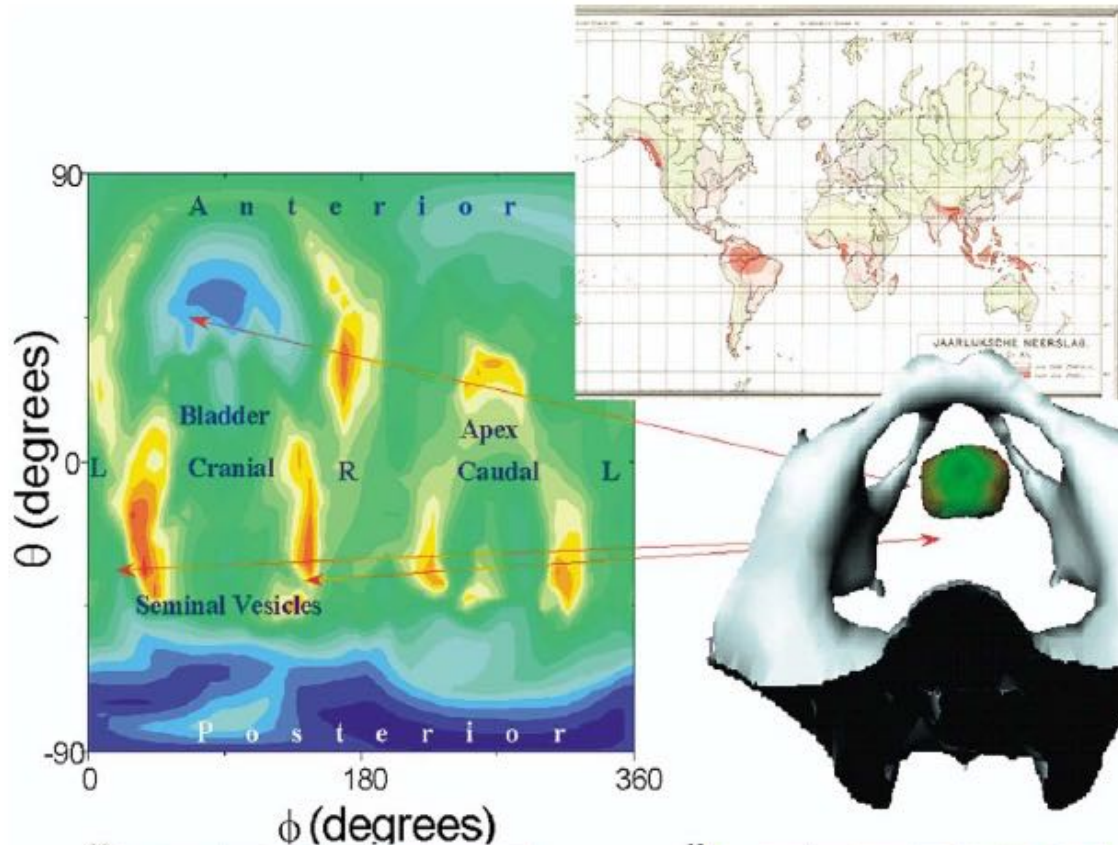 JAARLIJKSCHE NEERSLAG.
90
Anterior
Bladder
Apex
L
0
Cranial
R
Caudal
L
θ (degrees)
Seminal Vesicles
-90
Posterior
0
180
360
ϕ (degrees)